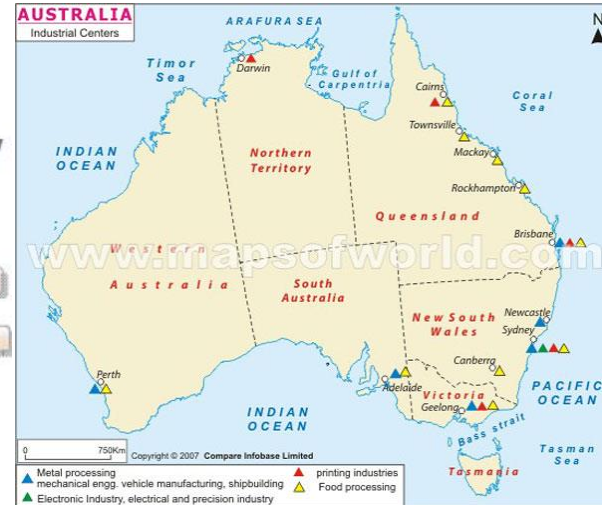 AUSTRALIA
Industrial Centers
N
ARAFURA SEA
Timor
Sea
Darwin
Gulf of
Carpentria
Cairns
Coral
Sea
Townsville
INDIAN
OCEAN
Northern
Territory
Mackay
Rockhampton
Queensland
Brisbane
Western
www.mapsofworld.com
Australia
South
Australia
New South
Wales
Newcastle
Sydney
Canberra
Perth
Adelaide
Victoria
Geelong
PACIFIC
OCEAN
INDIAN
OCEAN
Bass strait
Tasman
Sea
Tasmania
0 750Km
Copyright © 2007 Compare Infobase Limited
Metal processing
mechanical engg. vehicle manufacturing, shipbuilding
Electronic Industry, electrical and precision industry
printing industries
Food processing